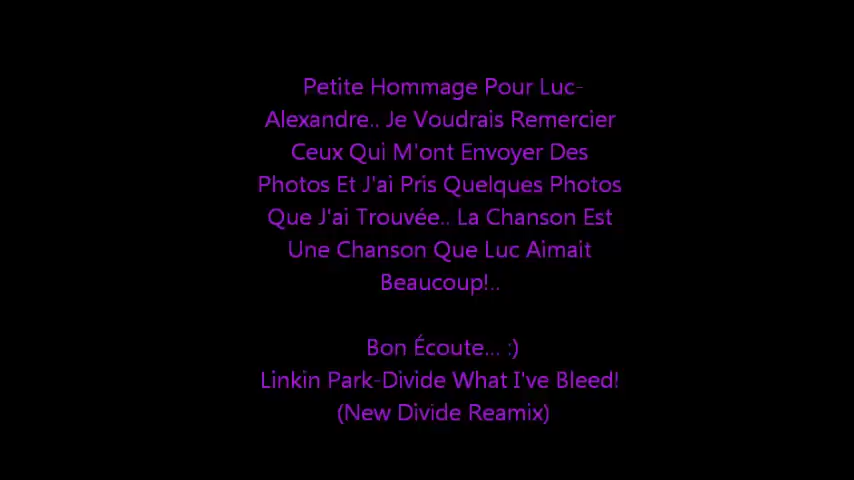 Petite Hommage Pour Luc-
Alexandre.. Je Voudrais Remercier
Ceux Qui M'ont Envoyer Des
Photos Et J'ai Pris Quelques Photos
Que J'ai Trouvée.. La Chanson Est
Une Chanson Que Luc Aimait
Beaucoup!..
Bon Écoute... :)
Linkin Park-Divide What I've Bleed!
(New Divide Reamix)